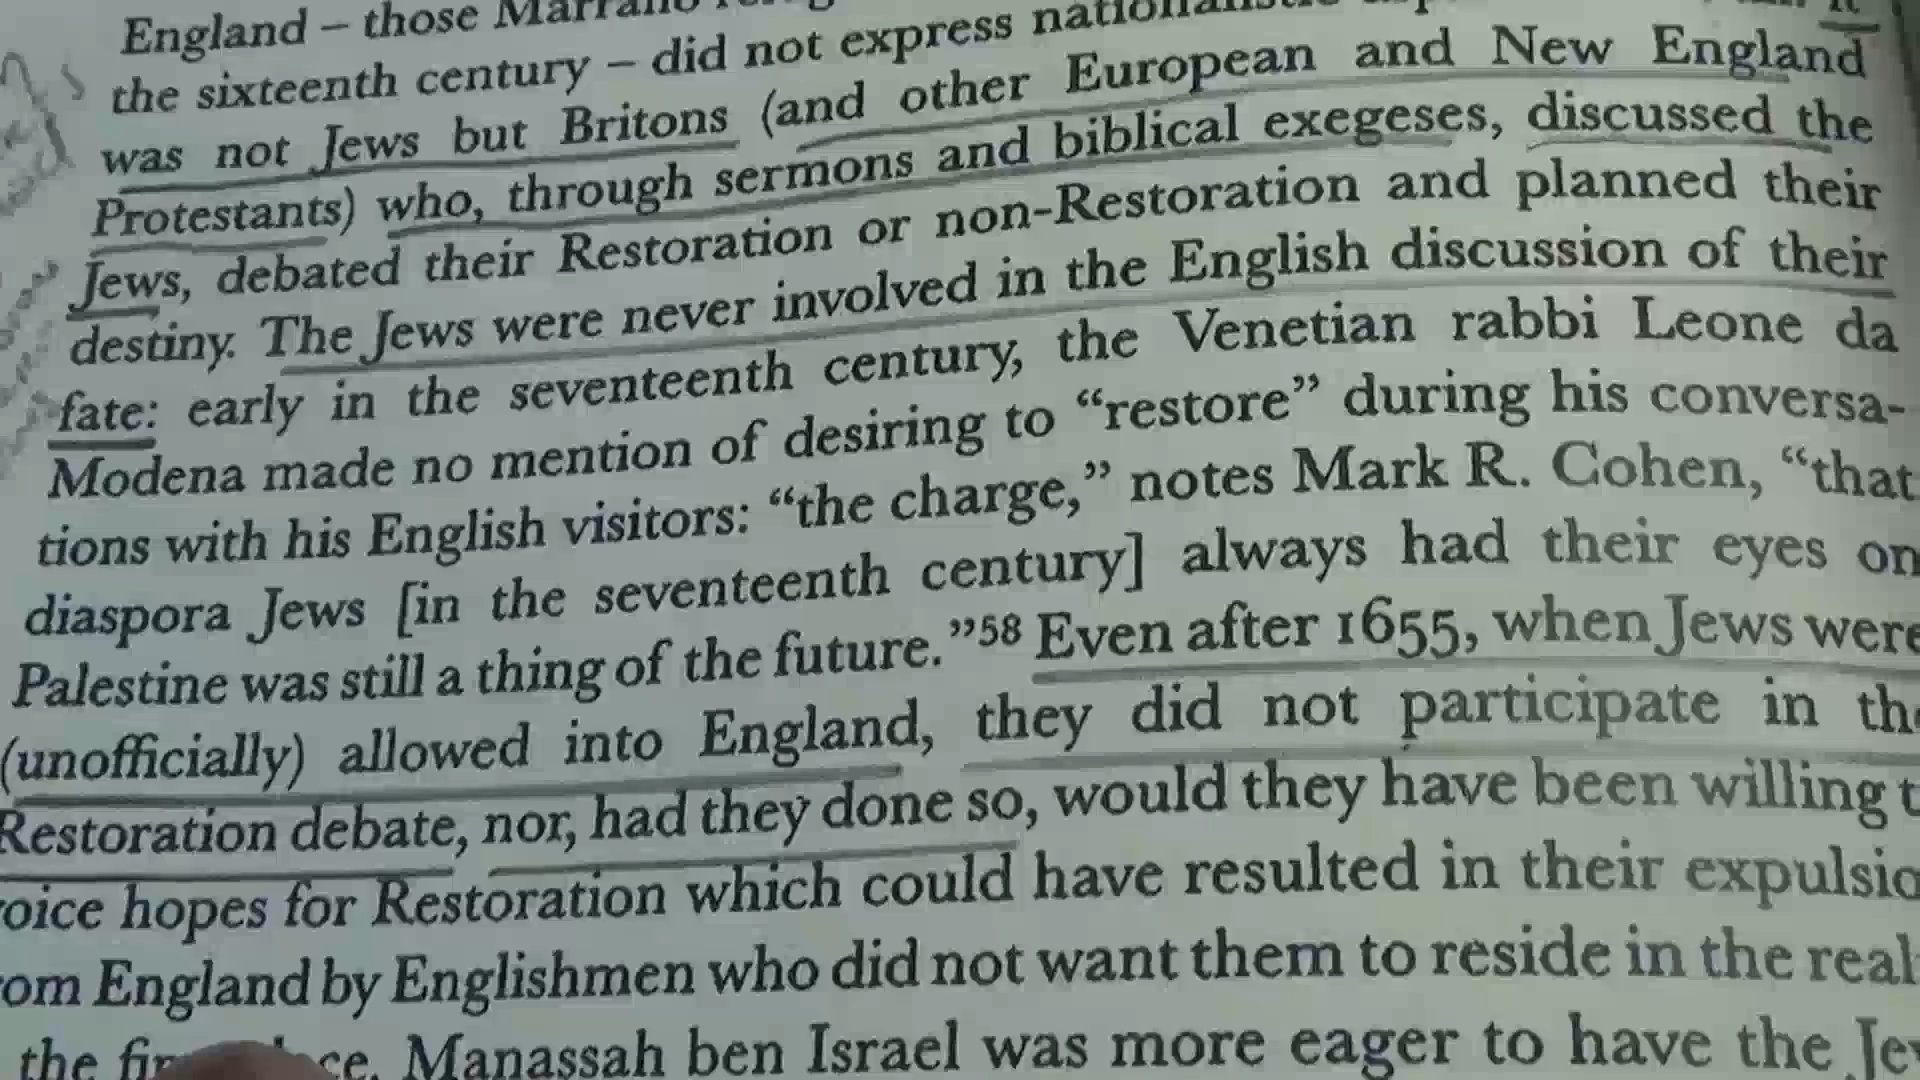 England – those
the sixteenth century – did not express it
was not Jews but Britons (and other European and New England
Protestants) who, through sermons and biblical exegeses, discussed the
Jews, debated their Restoration or non-Restoration and planned their
destiny. The Jews were never involved in the English discussion of their
fate: early in the seventeenth century, the Venetian rabbi Leone da
Modena made no mention of desiring to “restore” during his conversa-
tions with his English visitors: “the charge,” notes Mark R. Cohen, “that
diaspora Jews [in the seventeenth century] always had their eyes on
Palestine was still a thing of the future.”58 Even after 1655, when Jews were
(unofficially) allowed into England, they did not participate in the
Restoration debate, nor, had they done so, would they have been willing t
oice hopes for Restoration which could have resulted in their expulsio
om England by Englishmen who did not want them to reside in the real
the ce. Manassah ben Israel was more eager to have the Je